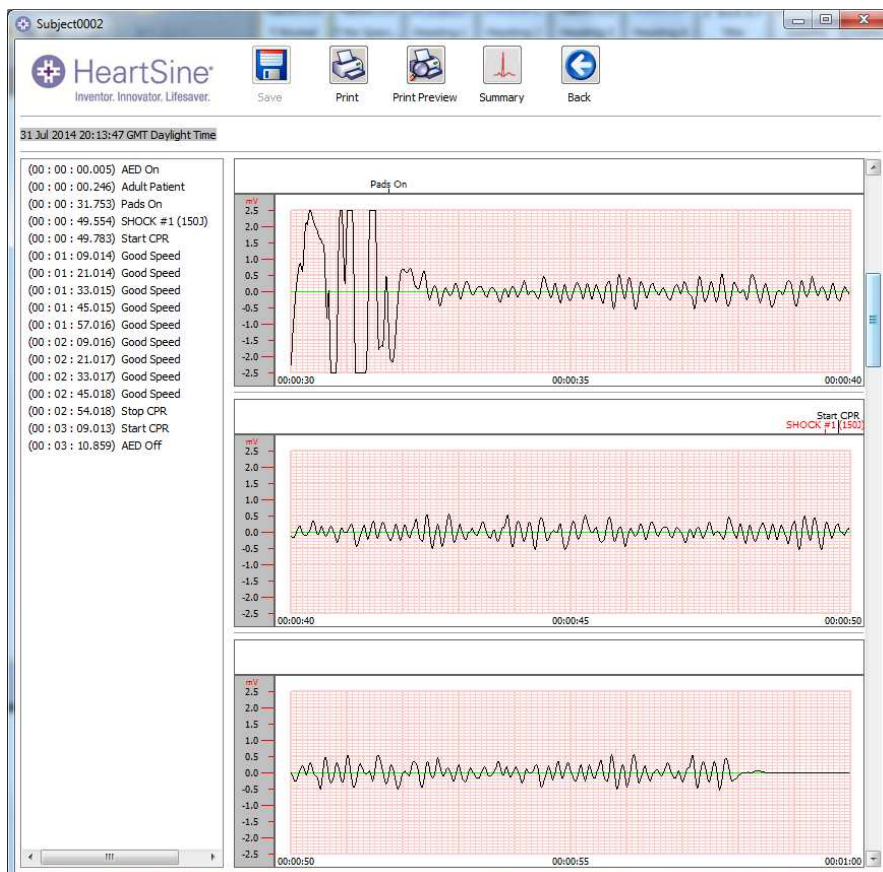 Subject0002
HeartSine®
Inventor. Innovator. Lifesaver.
Save
Print
Print Preview
Summary
Back
31 Jul 2014 20:13:47 GMT Daylight Time
(00 : 00 : 00.005) AED On
(00 : 00 : 00.246) Adult Patient
(00 : 00 : 31.753) Pads On
(00 : 00 : 49.554) SHOCK #1 (150J)
(00 : 00 : 49.783) Start CPR
(00 : 01 : 09.014) Good Speed
(00 : 01 : 21.014) Good Speed
(00 : 01 : 33.015) Good Speed
(00 : 01 : 45.015) Good Speed
(00 : 01 : 57.016) Good Speed
(00 : 02 : 09.016) Good Speed
(00 : 02 : 21.017) Good Speed
(00 : 02 : 33.017) Good Speed
(00 : 02 : 45.018) Good Speed
(00 : 02 : 54.018) Stop CPR
(00 : 03 : 09.013) Start CPR
(00 : 03 : 10.859) AED Off
Pads On
mV
2.5
2.0
1.5
1.0
0.5
0.0
-0.5
-1.0
-1.5
-2.0
-2.5
00:00:30 00:00:35 00:00:40
Start CPR
SHOCK #1 (150J)
mV
2.5
2.0
1.5
1.0
0.5
0.0
-0.5
-1.0
-1.5
-2.0
-2.5
00:00:40 00:00:45 00:00:50
mV
2.5
2.0
1.5
1.0
0.5
0.0
-0.5
-1.0
-1.5
-2.0
-2.5
00:00:50 00:00:55 00:01:00